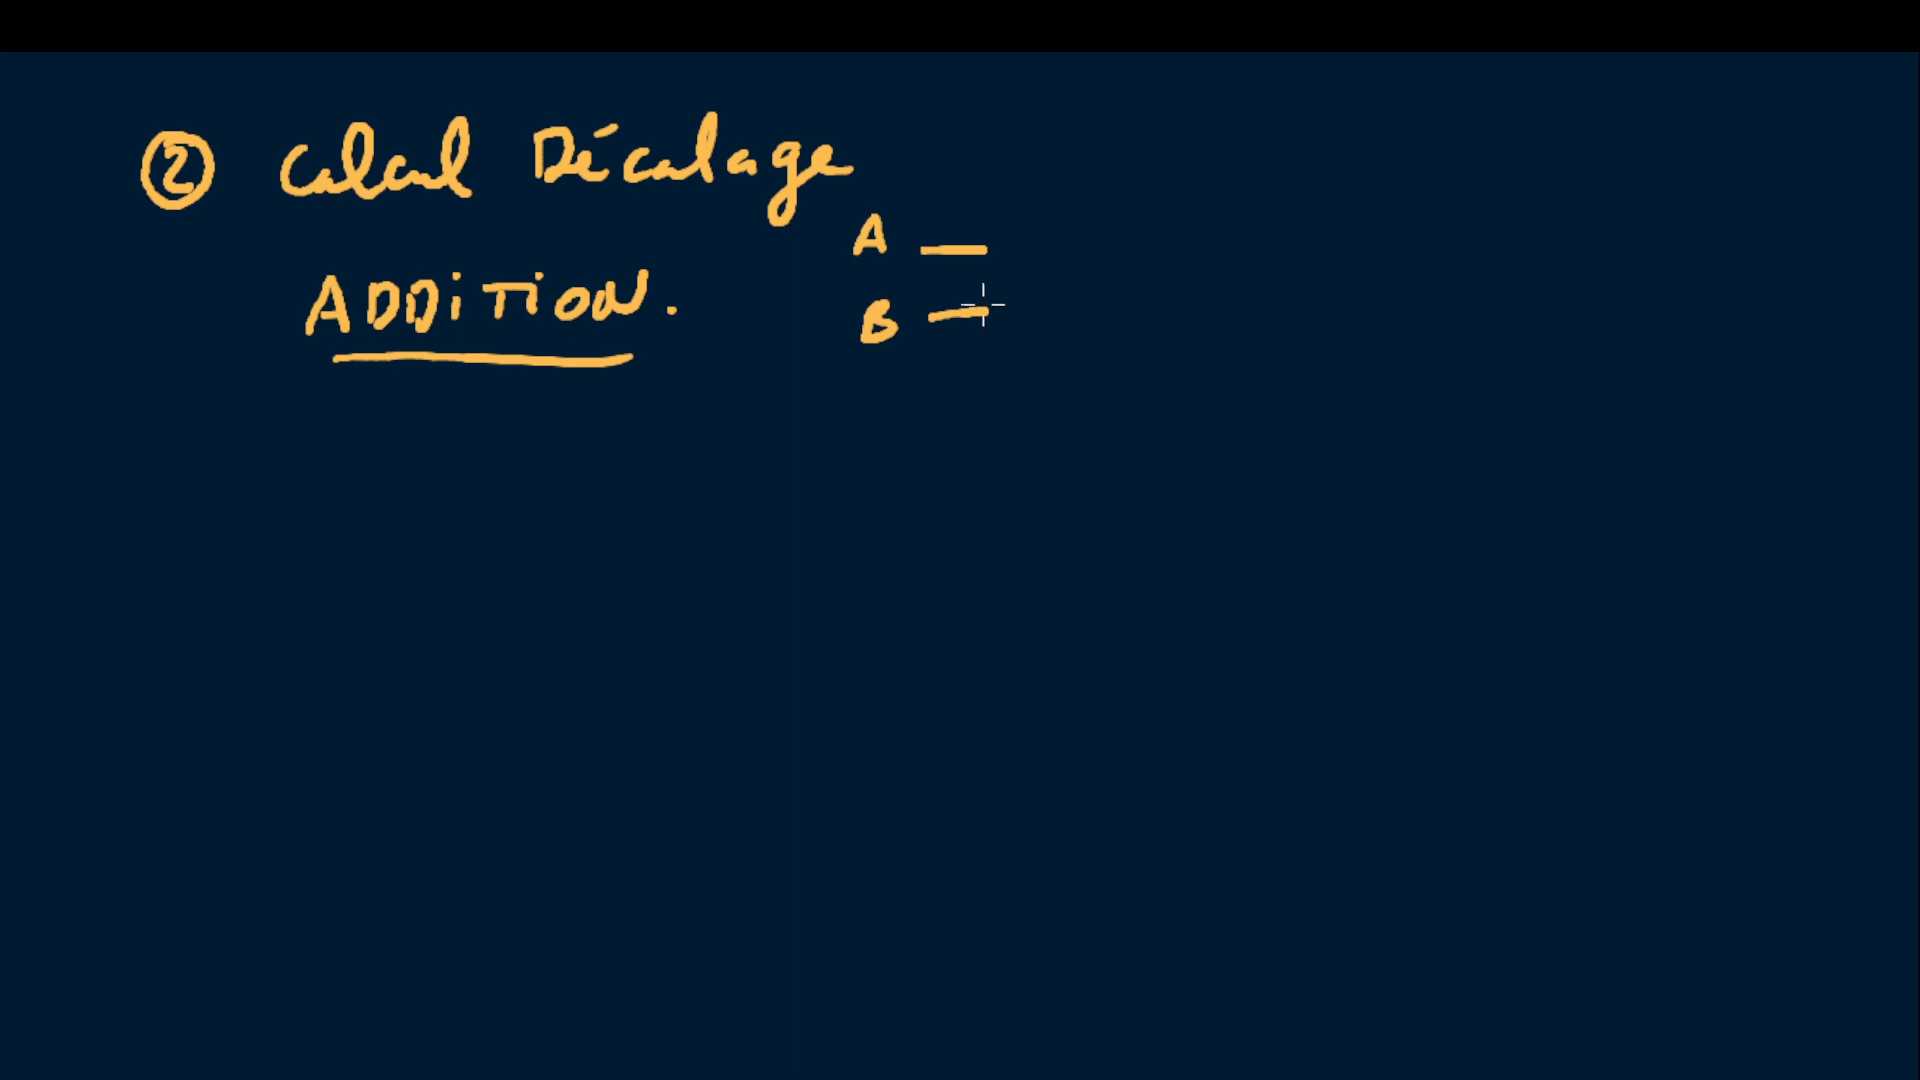 ② Calcul Décalage
ADDiTiON.
A —
B —